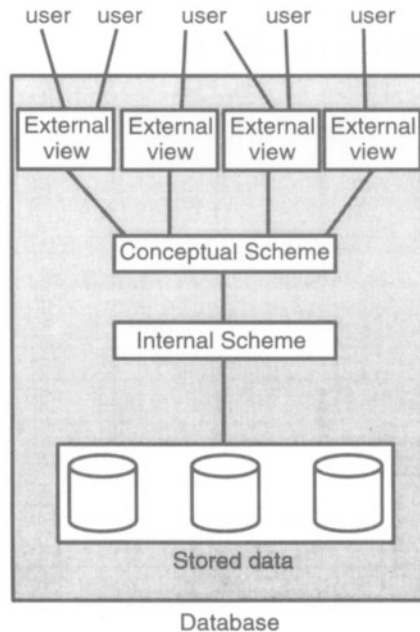 user user user user user
External view External view External view External view
Conceptual Scheme
Internal Scheme
Stored data
Database